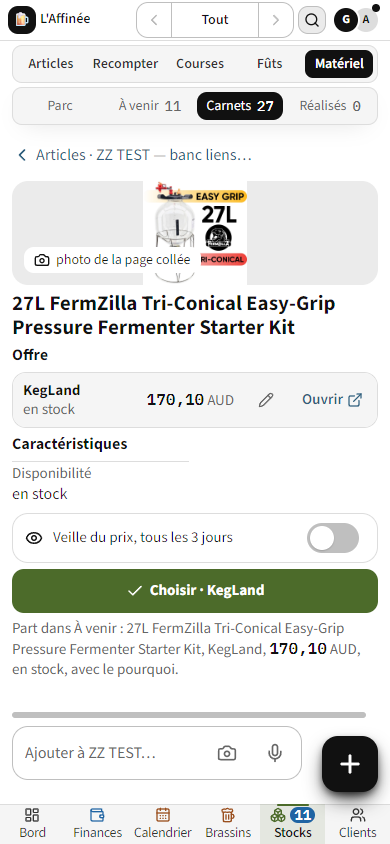 L'Affinée
Tout
G
A
Articles
Recompter
Courses
Fûts
Matériel
Parc
À venir 11
Carnets 27
Réalisés 0
Articles · ZZ TEST — banc liens…
EASY GRIP
27L
RI-CONICAL
photo de la page collée
27L FermZilla Tri-Conical Easy-Grip
Pressure Fermenter Starter Kit
Offre
KegLand
en stock
170,10 AUD
Ouvrir
Caractéristiques
Disponibilité
en stock
Veille du prix, tous les 3 jours
Choisir · KegLand
Part dans À venir : 27L FermZilla Tri-Conical Easy-Grip
Pressure Fermenter Starter Kit, KegLand, 170,10 AUD,
en stock, avec le pourquoi.
Ajouter à ZZ TEST…
11
Bord
Finances
Calendrier
Brassins
Stocks
Clients